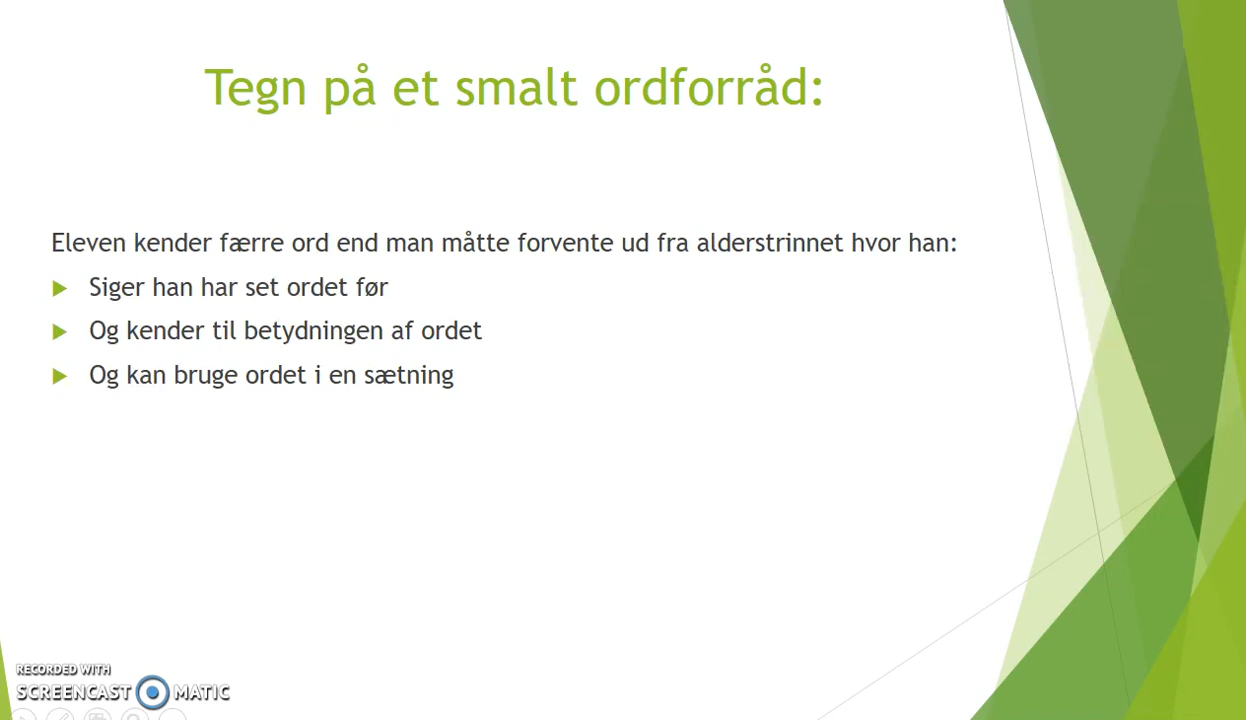 Tegn på et smalt ordforråd:
Eleven kender færre ord end man måtte forvente ud fra alderstrinnet hvor han:
Siger han har set ordet før
Og kender til betydningen af ordet
Og kan bruge ordet i en sætning
RECORDED WITH
SCREENCAST MATIC